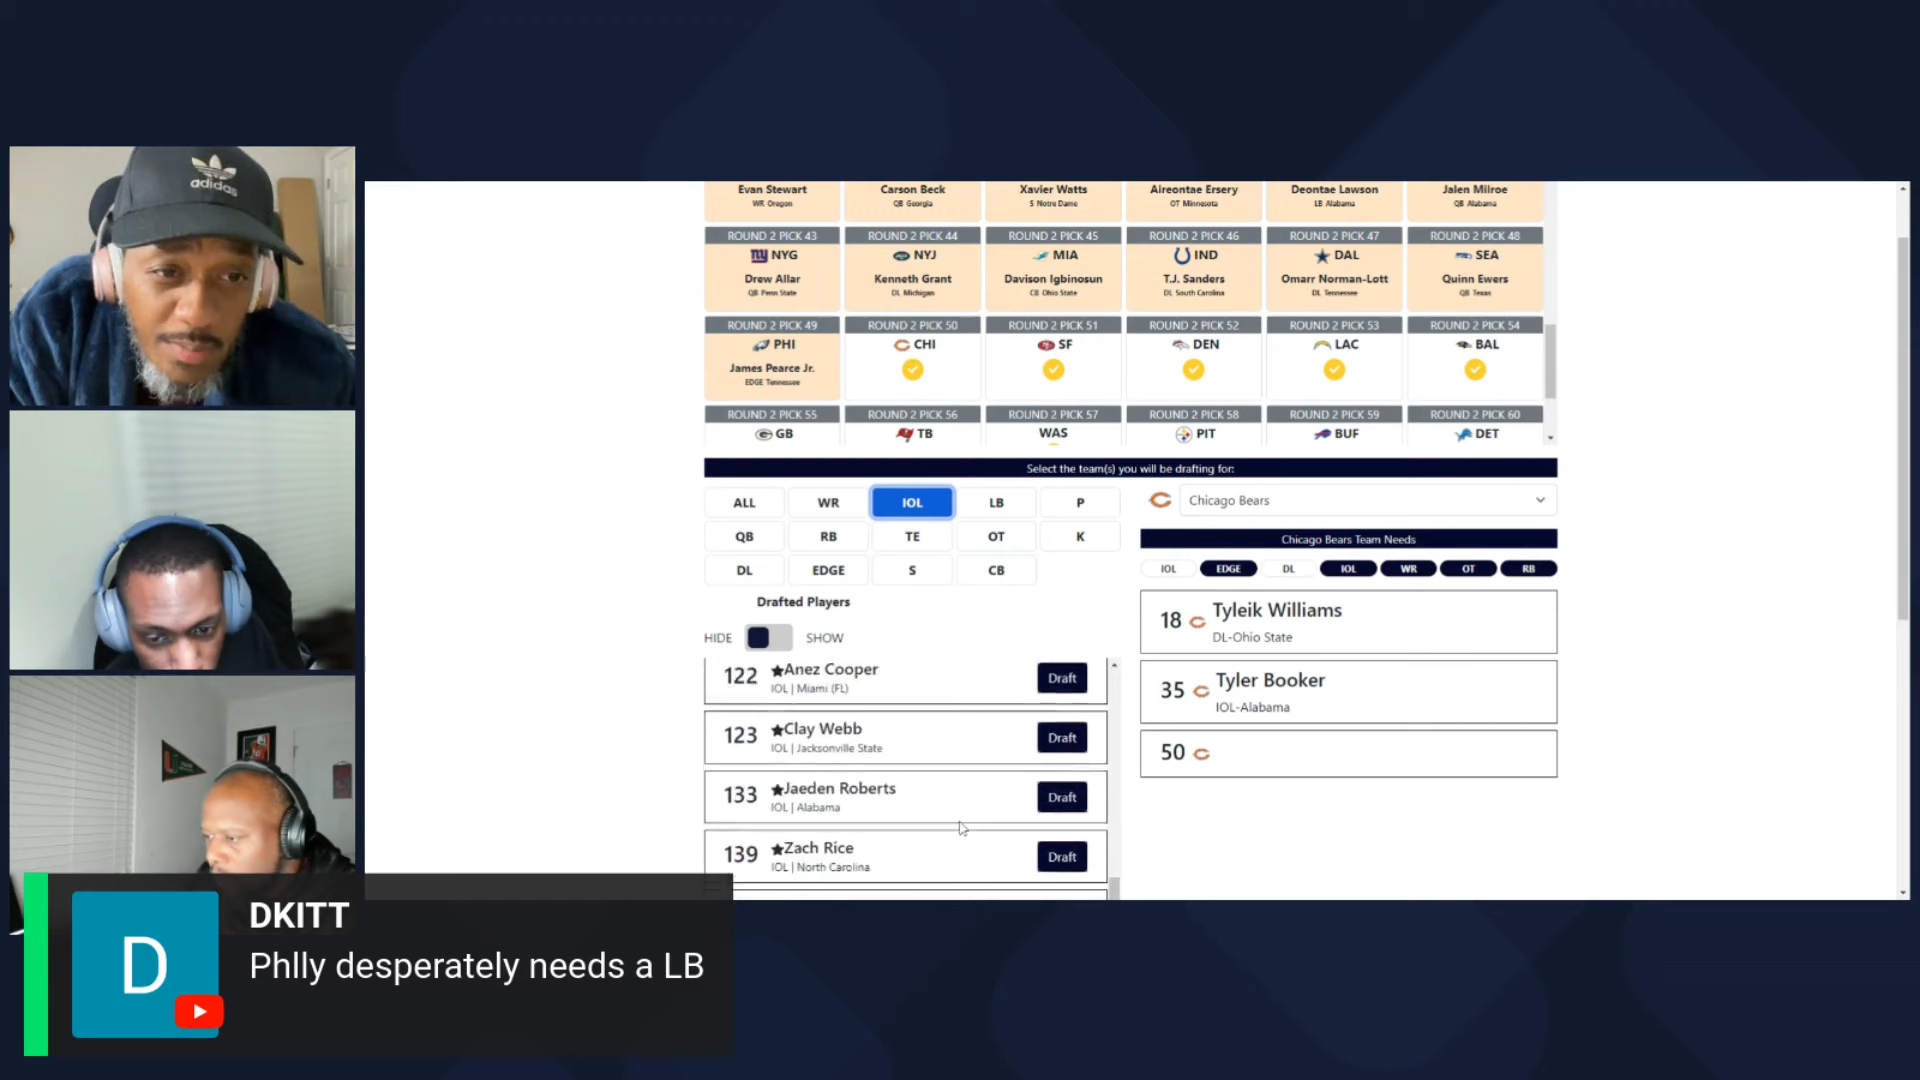 adidas
Evan Stewart
WR Oregon
Carson Beck
QB Georgia
Xavier Watts
S Notre Dame
Aireontae Ersery
OT Minnesota
Deontae Lawson
LB Alabama
Jalen Milroe
QB Alabama
ROUND 2 PICK 43
NYG
Drew Allar
QB Penn State
ROUND 2 PICK 44
NYJ
Kenneth Grant
DL Michigan
ROUND 2 PICK 45
MIA
Davison Igbinosun
CB Ohio State
ROUND 2 PICK 46
IND
T.J. Sanders
DL South Carolina
ROUND 2 PICK 47
DAL
Omarr Norman-Lott
DL Tennessee
ROUND 2 PICK 48
SEA
Quinn Ewers
QB Texas
ROUND 2 PICK 49
PHI
James Pearce Jr.
EDGE Tennessee
ROUND 2 PICK 50
CHI
ROUND 2 PICK 51
SF
ROUND 2 PICK 52
DEN
ROUND 2 PICK 53
LAC
ROUND 2 PICK 54
BAL
ROUND 2 PICK 55
GB
ROUND 2 PICK 56
TB
ROUND 2 PICK 57
WAS
ROUND 2 PICK 58
PIT
ROUND 2 PICK 59
BUF
ROUND 2 PICK 60
DET
Select the team(s) you will be drafting for:
ALL WR IOL LB P
QB RB TE OT K
DL EDGE S CB
Drafted Players
HIDE SHOW
122 ★Anez Cooper Draft
IOL | Miami (FL)
123 ★Clay Webb Draft
IOL | Jacksonville State
133 ★Jaeden Roberts Draft
IOL | Alabama
139 ★Zach Rice Draft
IOL | North Carolina
Chicago Bears
Chicago Bears Team Needs
IOL EDGE DL IOL WR OT RB
18 Tyleik Williams
DL-Ohio State
35 Tyler Booker
IOL-Alabama
50
D
DKITT
Phlly desperately needs a LB